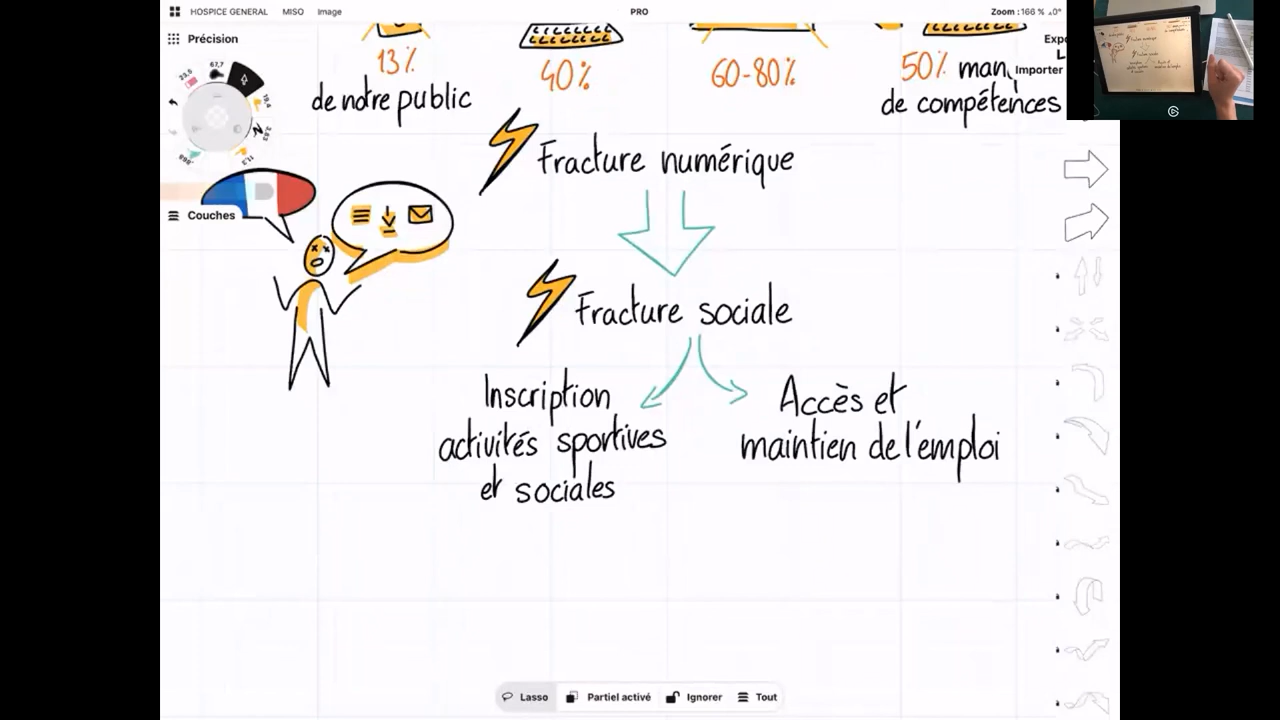 HOSPICE GENERAL MISO Image PRO Zoom : 166 % 0°
Précision
Couches
13%
de notre public
40%
60-80%
50% man
de compétences
Importer
Fracture numérique
Fracture sociale
Inscription
activités sportives
et sociales
Accès et
maintien de l'emploi
Lasso Partiel activé Ignorer Tout